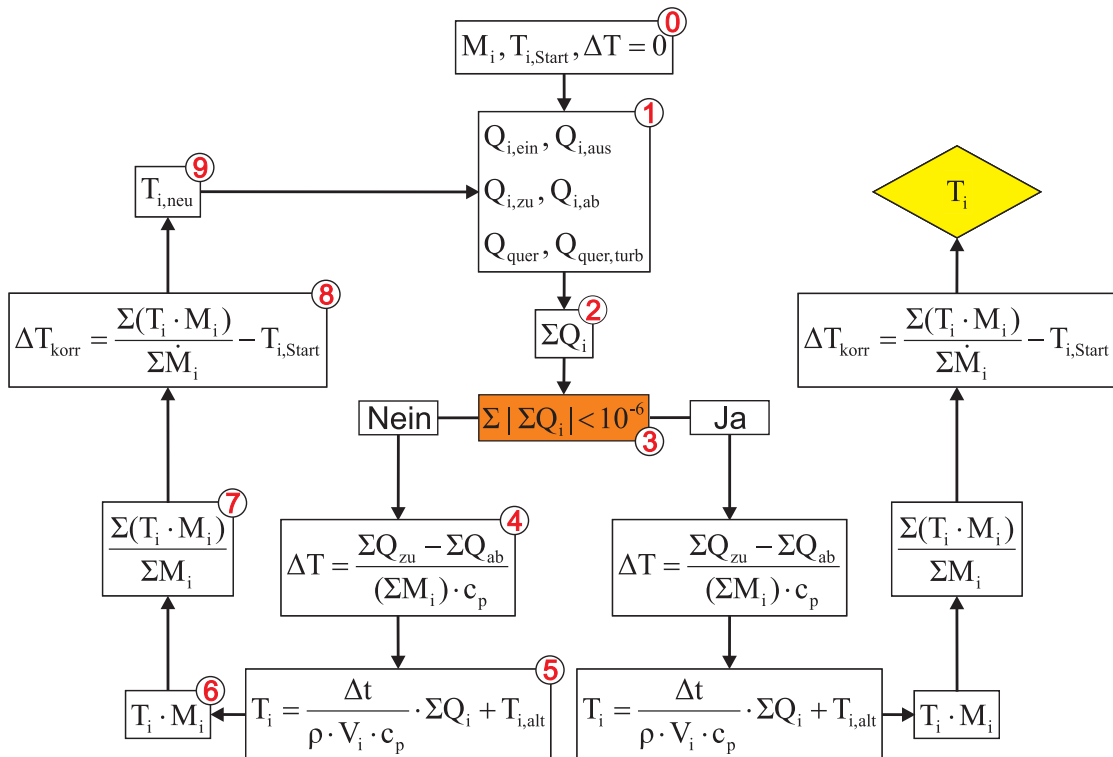 0
M_i, T_i,Start, ΔT = 0
1
Q_i,ein, Q_i,aus
Q_i,zu, Q_i,ab
Q_quer, Q_quer,turb
9
T_i,neu
T_i
8
ΔT_korr = Σ(T_i · M_i) / ΣṀ_i − T_i,Start
2
ΣQ_i
ΔT_korr = Σ(T_i · M_i) / ΣṀ_i − T_i,Start
Nein
Σ | ΣQ_i | < 10^-6
3
Ja
7
Σ(T_i · M_i) / ΣM_i
4
ΔT = (ΣQ_zu − ΣQ_ab) / ((ΣM_i) · c_p)
ΔT = (ΣQ_zu − ΣQ_ab) / ((ΣM_i) · c_p)
Σ(T_i · M_i) / ΣM_i
6
T_i · M_i
5
T_i = Δt / (ρ · V_i · c_p) · ΣQ_i + T_i,alt
T_i = Δt / (ρ · V_i · c_p) · ΣQ_i + T_i,alt
T_i · M_i